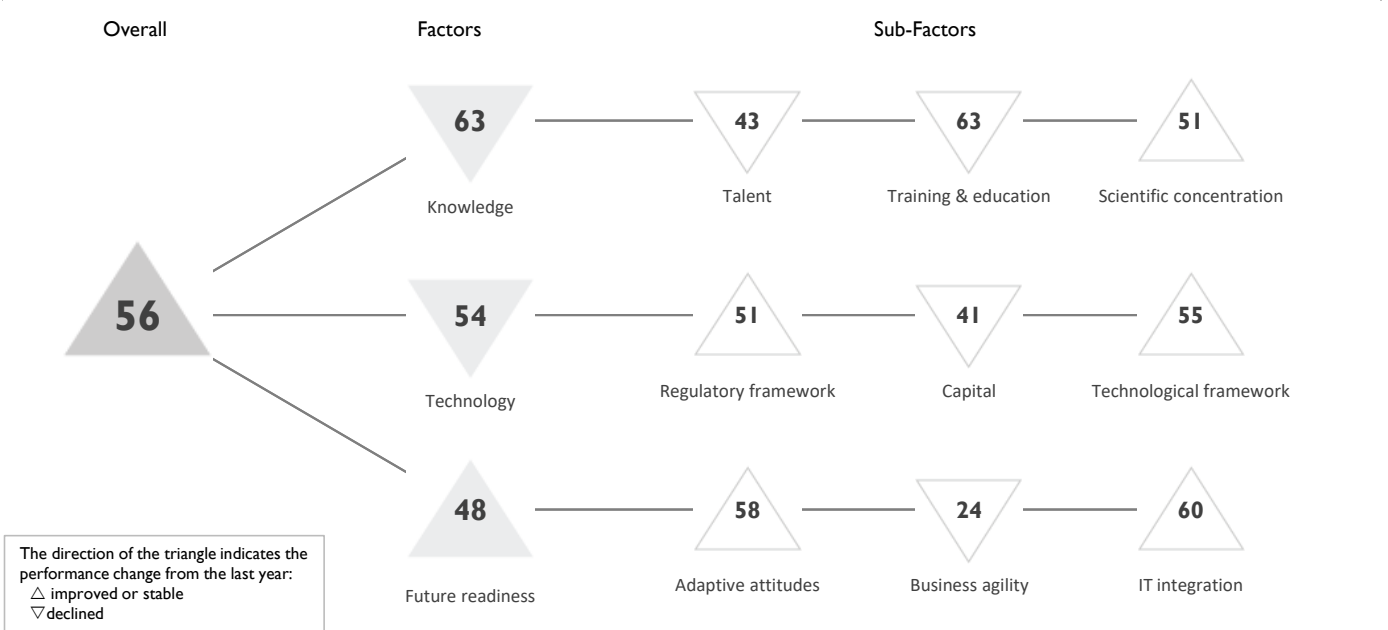 Overall Factors Sub-Factors
63 43 63 51
Knowledge Talent Training & education Scientific concentration
56 54 51 41 55
Technology Regulatory framework Capital Technological framework
48 58 24 60
Future readiness Adaptive attitudes Business agility IT integration
The direction of the triangle indicates the
performance change from the last year:
△ improved or stable
▽ declined